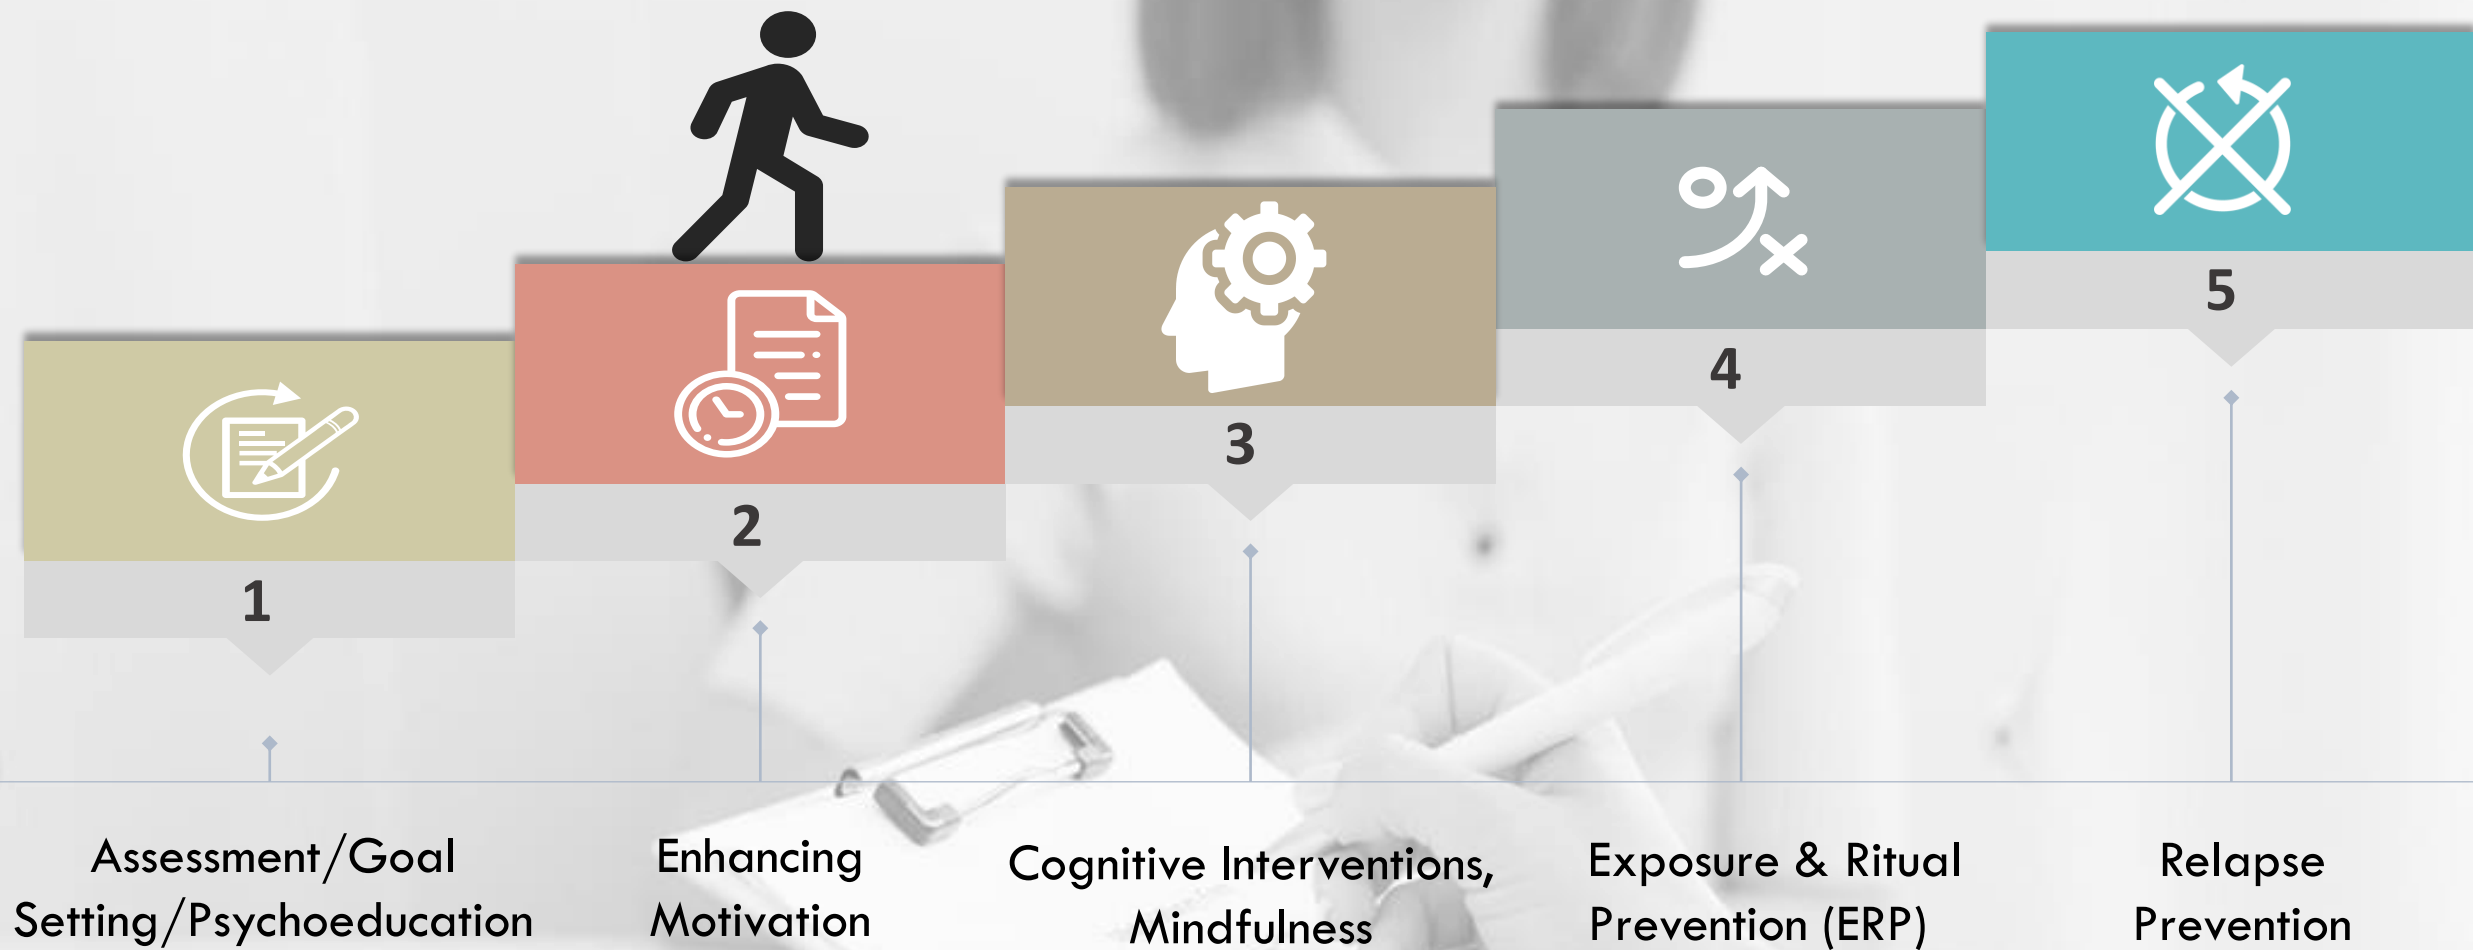 1
2
3
4
5
Assessment/Goal
Setting/Psychoeducation
Enhancing
Motivation
Cognitive Interventions,
Mindfulness
Exposure & Ritual
Prevention (ERP)
Relapse
Prevention